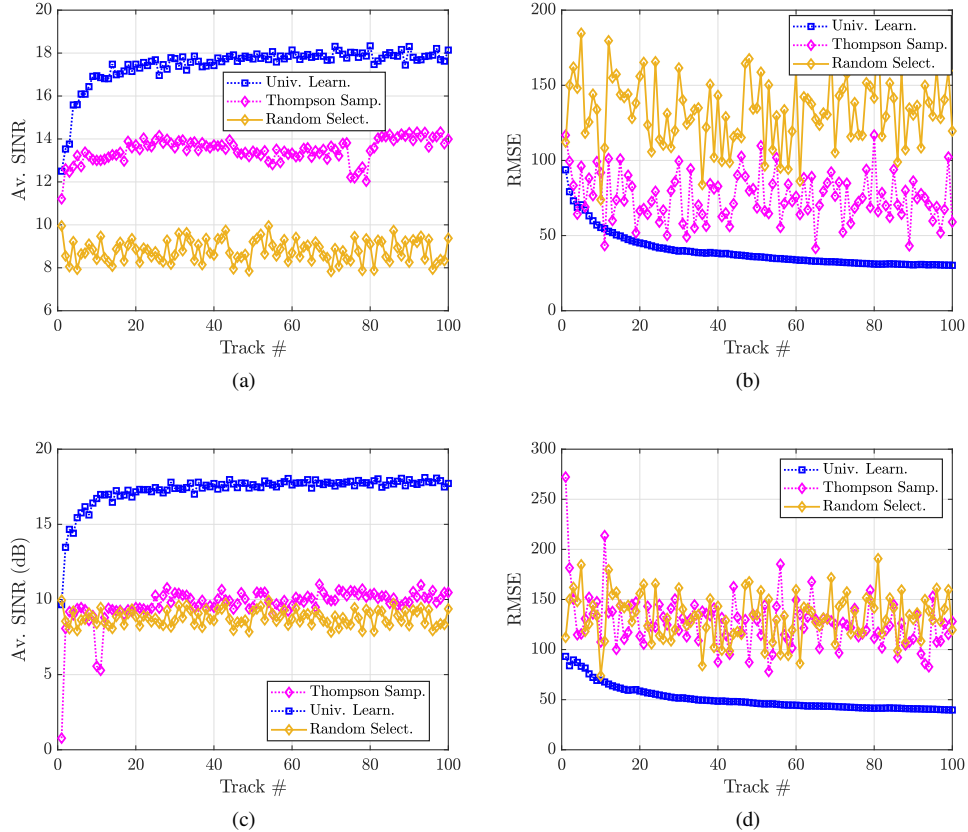 20
18
16
14
12
10
8
6
Av. SINR
Univ. Learn.
Thompson Samp.
Random Select.
0 20 40 60 80 100
Track #
(a)
200
150
100
50
0
RMSE
Univ. Learn.
Thompson Samp.
Random Select.
0 20 40 60 80 100
Track #
(b)
20
15
10
5
0
Av. SINR (dB)
Thompson Samp.
Univ. Learn.
Random Select.
0 20 40 60 80 100
Track #
(c)
300
250
200
150
100
50
0
RMSE
Univ. Learn.
Thompson Samp.
Random Select.
0 20 40 60 80 100
Track #
(d)